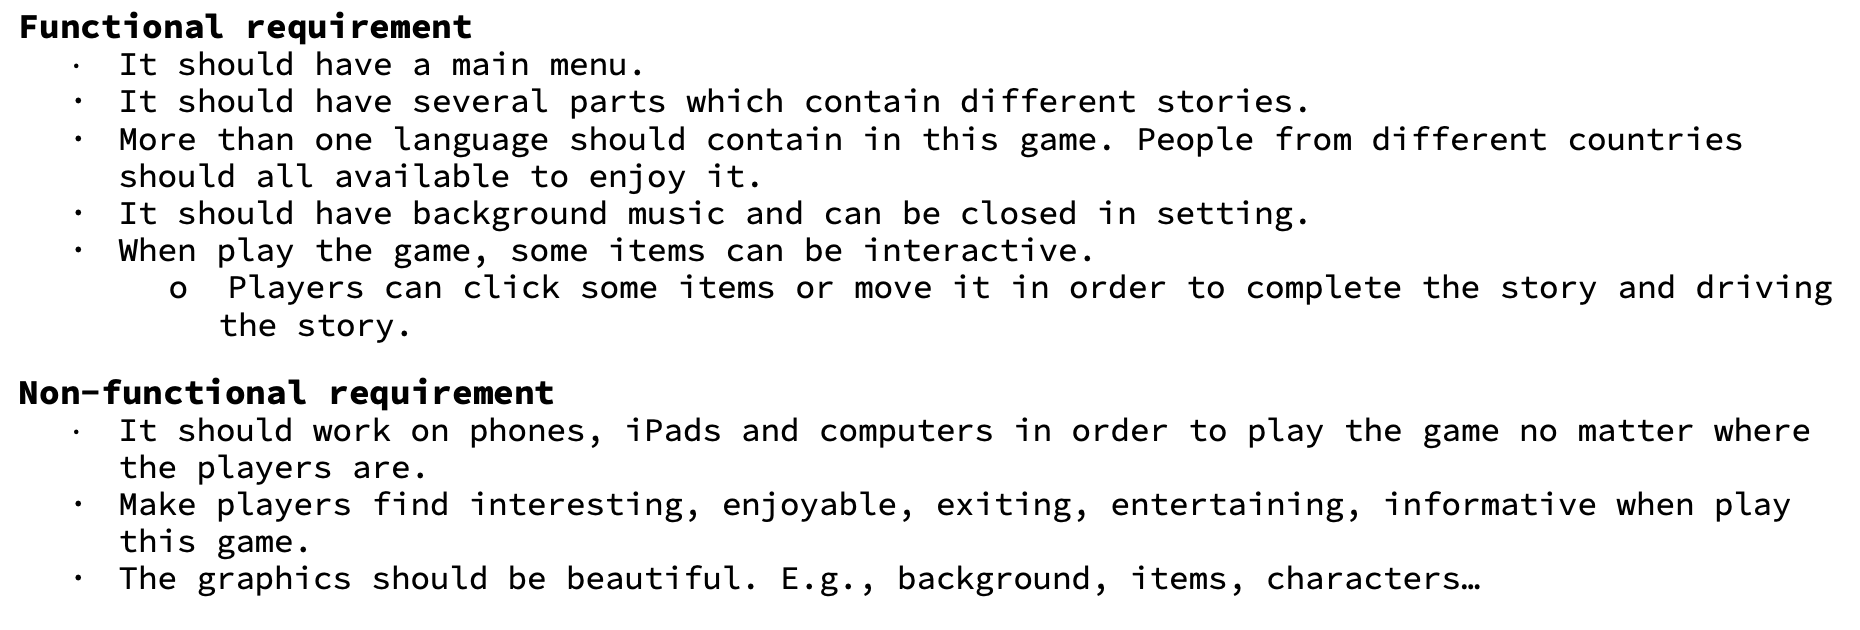 Functional requirement
· It should have a main menu.
· It should have several parts which contain different stories.
· More than one language should contain in this game. People from different countries
should all available to enjoy it.
· It should have background music and can be closed in setting.
· When play the game, some items can be interactive.
o Players can click some items or move it in order to complete the story and driving
the story.
Non-functional requirement
· It should work on phones, iPads and computers in order to play the game no matter where
the players are.
· Make players find interesting, enjoyable, exiting, entertaining, informative when play
this game.
· The graphics should be beautiful. E.g., background, items, characters…